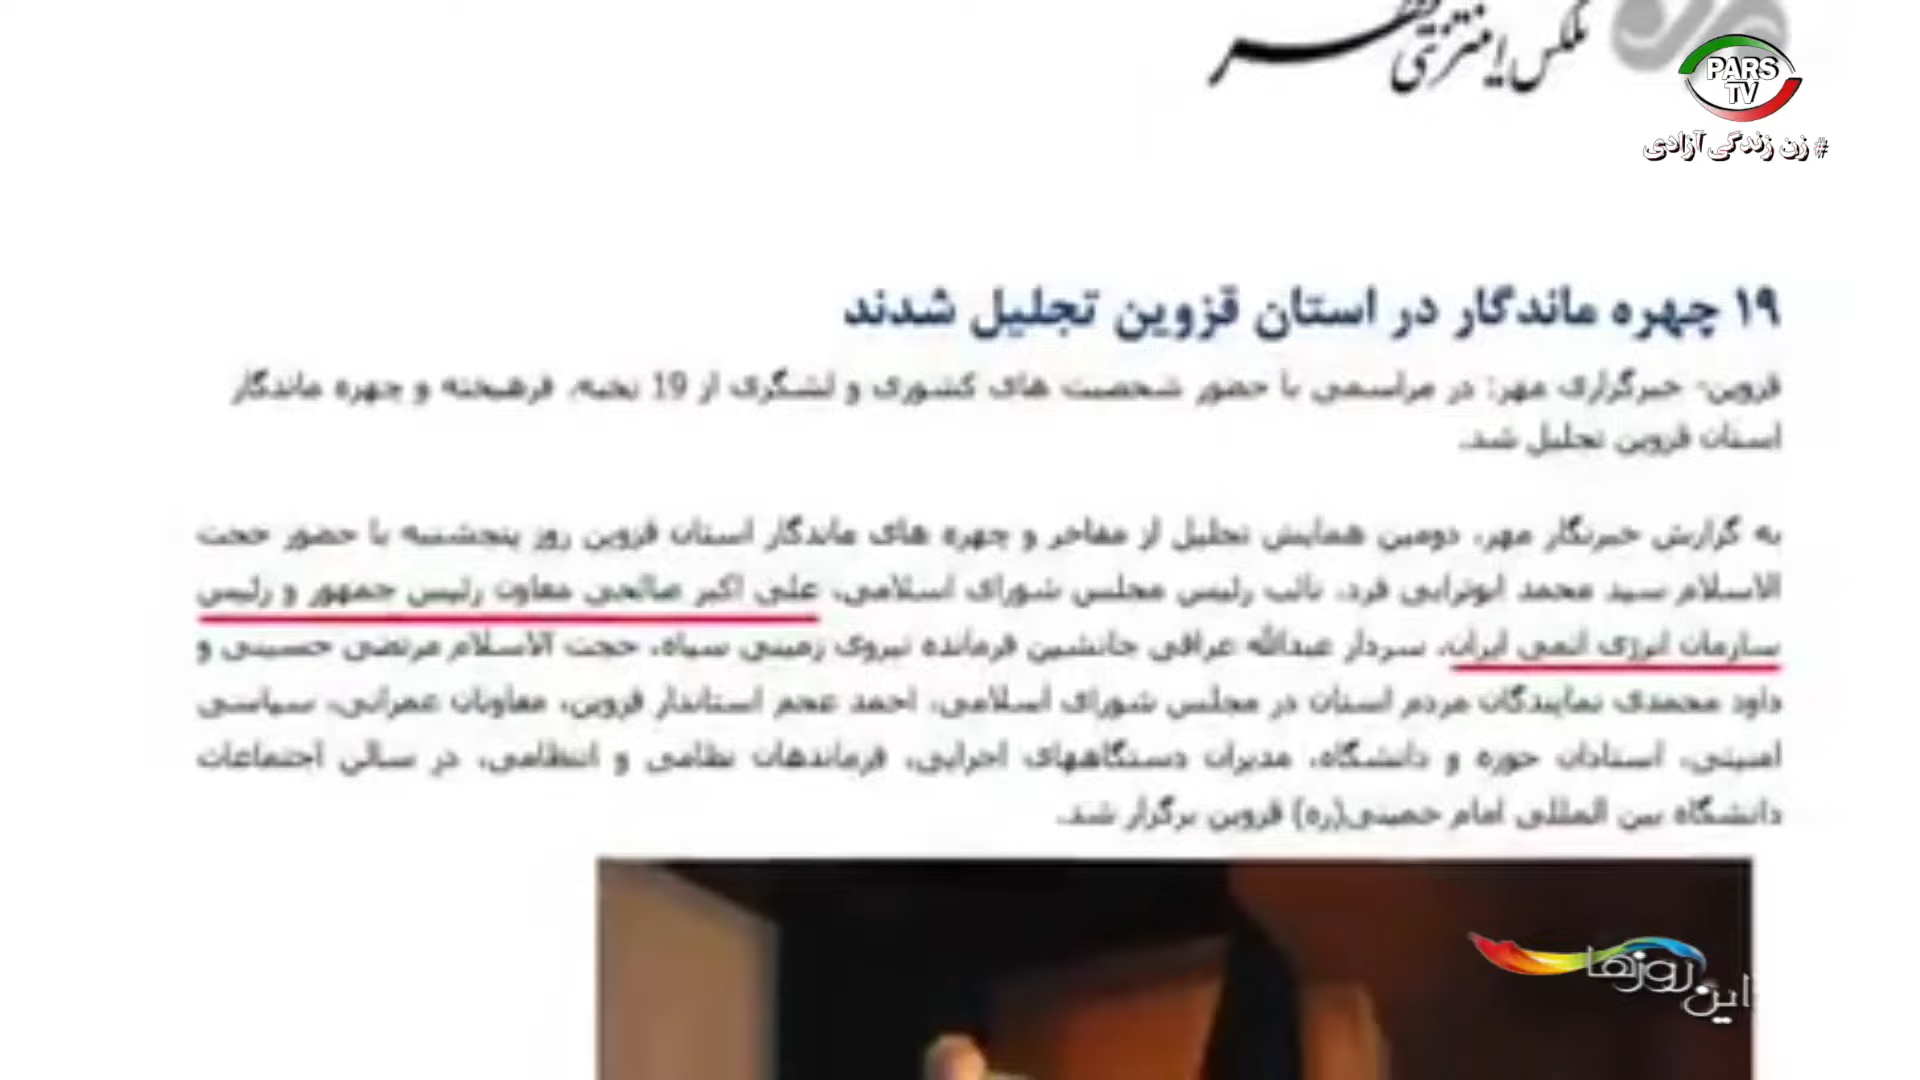 عکس اینترنتی مهر
PARS
TV
# زن زندگی آزادی
۱۹ چهره ماندگار در استان قزوین تجلیل شدند
قزوین- خبرگزاری مهر: در مراسمی با حضور شخصیت های کشوری و لشگری از 19 نخبه، فرهیخته و چهره ماندگار
استان قزوین تجلیل شد.
به گزارش خبرنگار مهر، دومین همایش تجلیل از مفاخر و چهره های ماندگار استان قزوین روز پنجشنبه با حضور حجت
الاسلام سید محمد ابوترابی فرد، نائب رئیس مجلس شورای اسلامی، علی اکبر صالحی معاون رئیس جمهور و رئیس
سازمان انرژی اتمی ایران، سردار عبدالله عراقی جانشین فرمانده نیروی زمینی سپاه، حجت الاسلام مرتضی حسینی و
داود محمدی نمایندگان مردم استان در مجلس شورای اسلامی، احمد عجم استاندار قزوین، معاونان عمرانی، سیاسی
امنیتی، استادان حوزه و دانشگاه، مدیران دستگاههای اجرایی، فرماندهان نظامی و انتظامی، در سالن اجتماعات
دانشگاه بین المللی امام خمینی(ره) قزوین برگزار شد.
این روزها